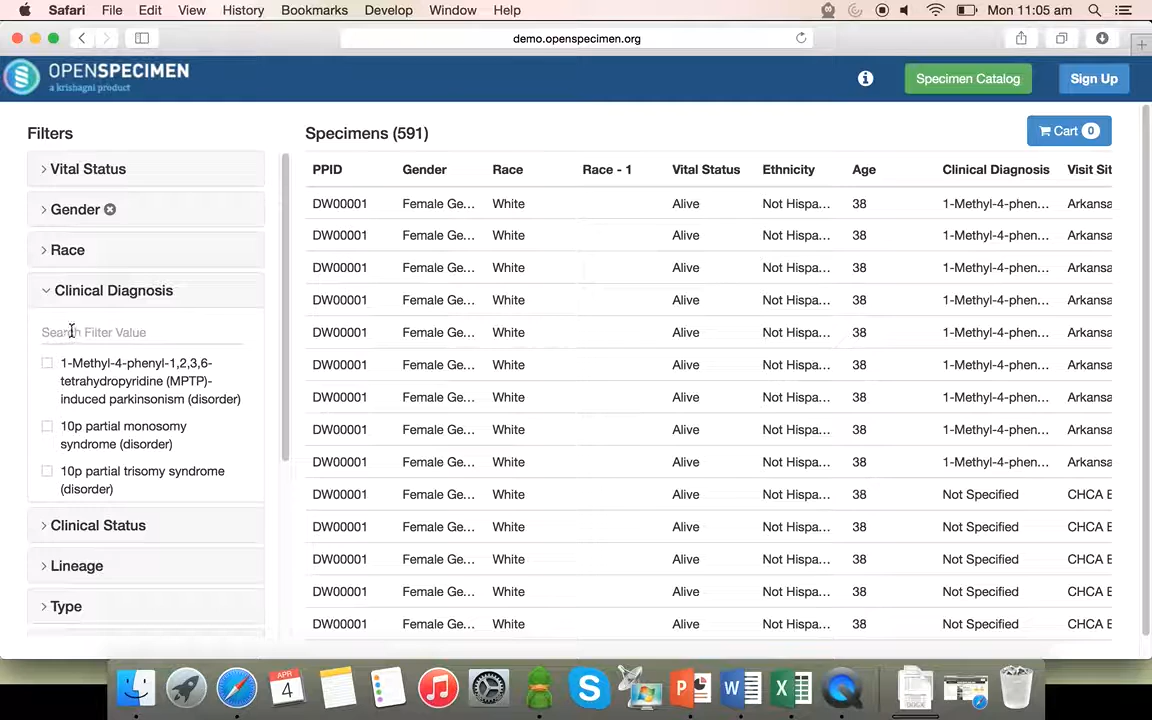 Safari File Edit View History Bookmarks Develop Window Help Mon 11:05 am
demo.openspecimen.org
OPENSPECIMEN
a krishagni product
Specimen Catalog Sign Up
Filters
Vital Status
Gender
Race
Clinical Diagnosis
Search Filter Value
1-Methyl-4-phenyl-1,2,3,6-
tetrahydropyridine (MPTP)-
induced parkinsonism (disorder)
10p partial monosomy
syndrome (disorder)
10p partial trisomy syndrome
(disorder)
Clinical Status
Lineage
Type
Specimens (591)
Cart 0
PPID Gender Race Race - 1 Vital Status Ethnicity Age Clinical Diagnosis Visit Sit
DW00001 Female Ge... White Alive Not Hispa... 38 1-Methyl-4-phen... Arkansa
DW00001 Female Ge... White Alive Not Hispa... 38 1-Methyl-4-phen... Arkansa
DW00001 Female Ge... White Alive Not Hispa... 38 1-Methyl-4-phen... Arkansa
DW00001 Female Ge... White Alive Not Hispa... 38 1-Methyl-4-phen... Arkansa
DW00001 Female Ge... White Alive Not Hispa... 38 1-Methyl-4-phen... Arkansa
DW00001 Female Ge... White Alive Not Hispa... 38 1-Methyl-4-phen... Arkansa
DW00001 Female Ge... White Alive Not Hispa... 38 1-Methyl-4-phen... Arkansa
DW00001 Female Ge... White Alive Not Hispa... 38 1-Methyl-4-phen... Arkansa
DW00001 Female Ge... White Alive Not Hispa... 38 1-Methyl-4-phen... Arkansa
DW00001 Female Ge... White Alive Not Hispa... 38 Not Specified CHCA E
DW00001 Female Ge... White Alive Not Hispa... 38 Not Specified CHCA E
DW00001 Female Ge... White Alive Not Hispa... 38 Not Specified CHCA E
DW00001 Female Ge... White Alive Not Hispa... 38 Not Specified CHCA E
DW00001 Female Ge... White Alive Not Hispa... 38 Not Specified CHCA E
APR
4